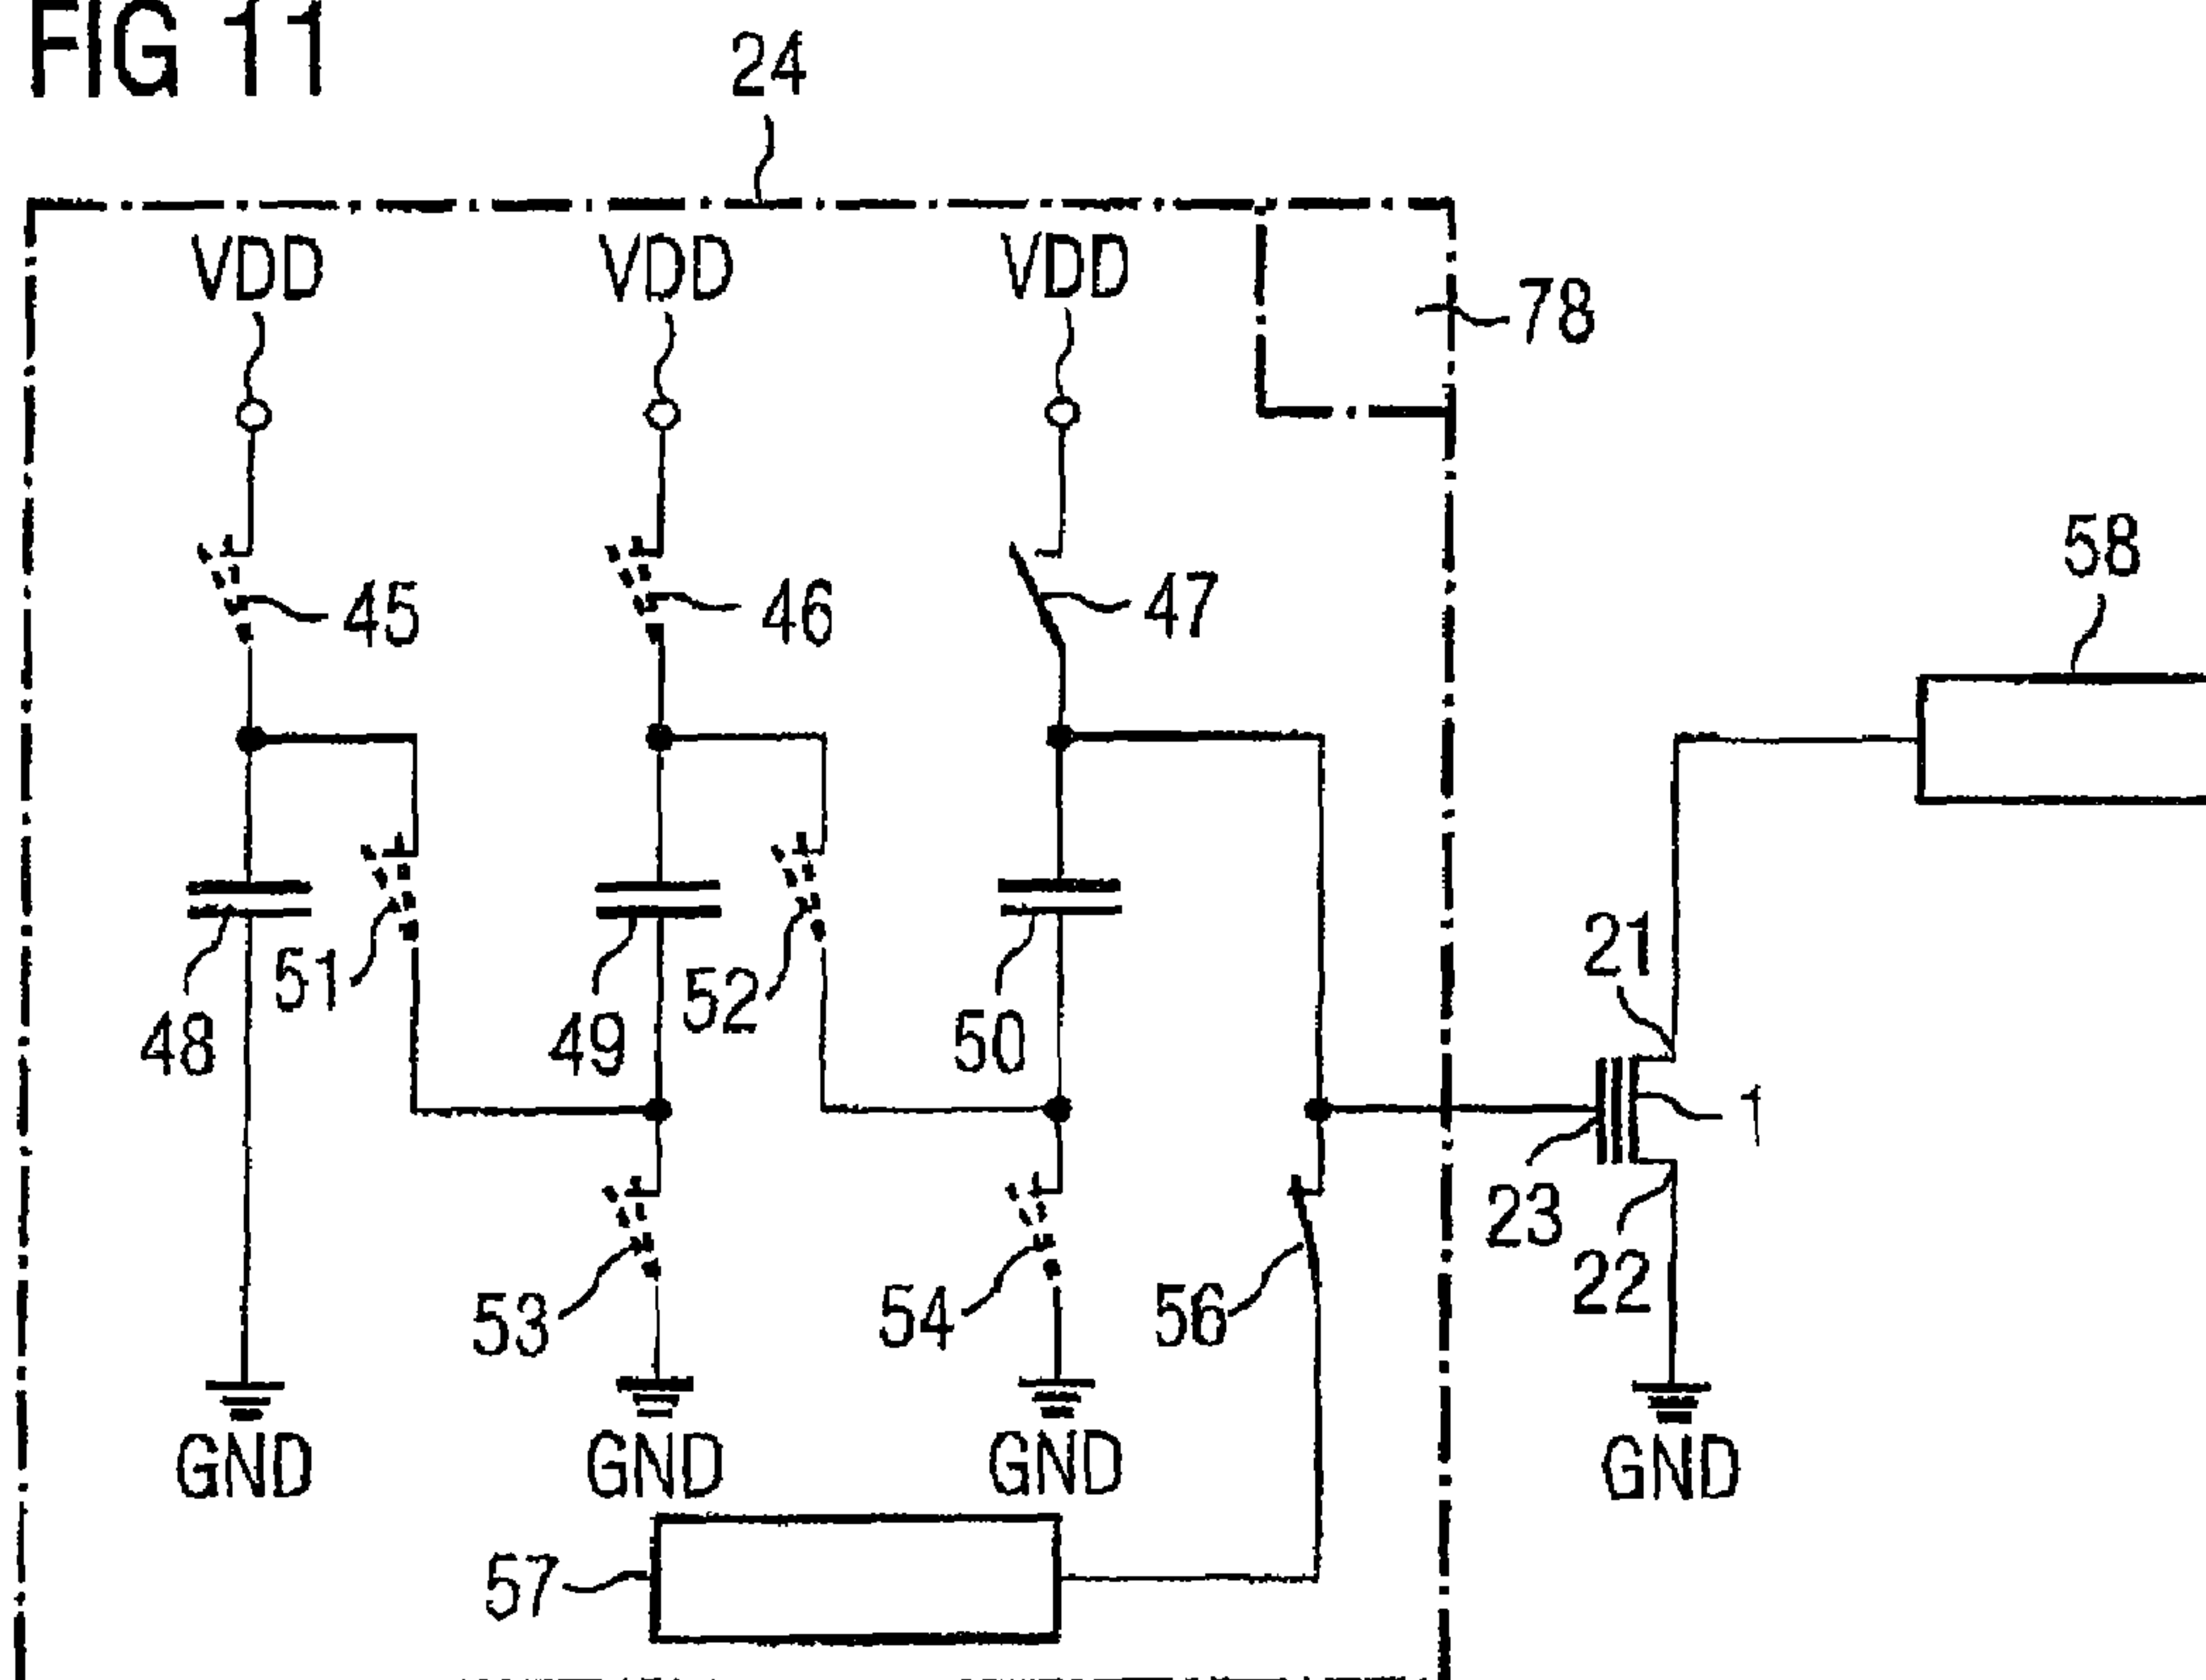 FIG 11
24
VDD VDD VDD
78
58
45 46 47
21
51 52
48 49 50
1
23
22
53 54 56
GND GND GND GND
57